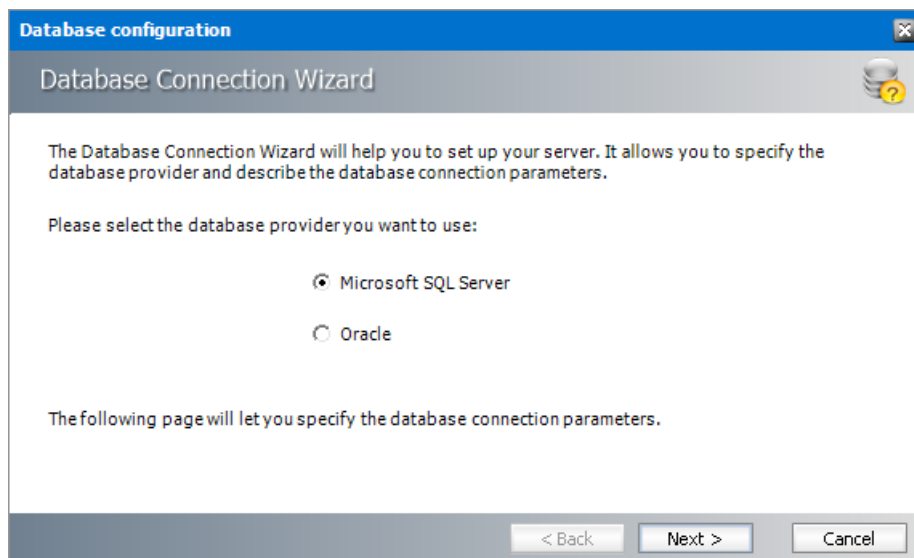 Database configuration
Database Connection Wizard
?
The Database Connection Wizard will help you to set up your server. It allows you to specify the
database provider and describe the database connection parameters.
Please select the database provider you want to use:
Microsoft SQL Server
Oracle
The following page will let you specify the database connection parameters.
< Back
Next >
Cancel